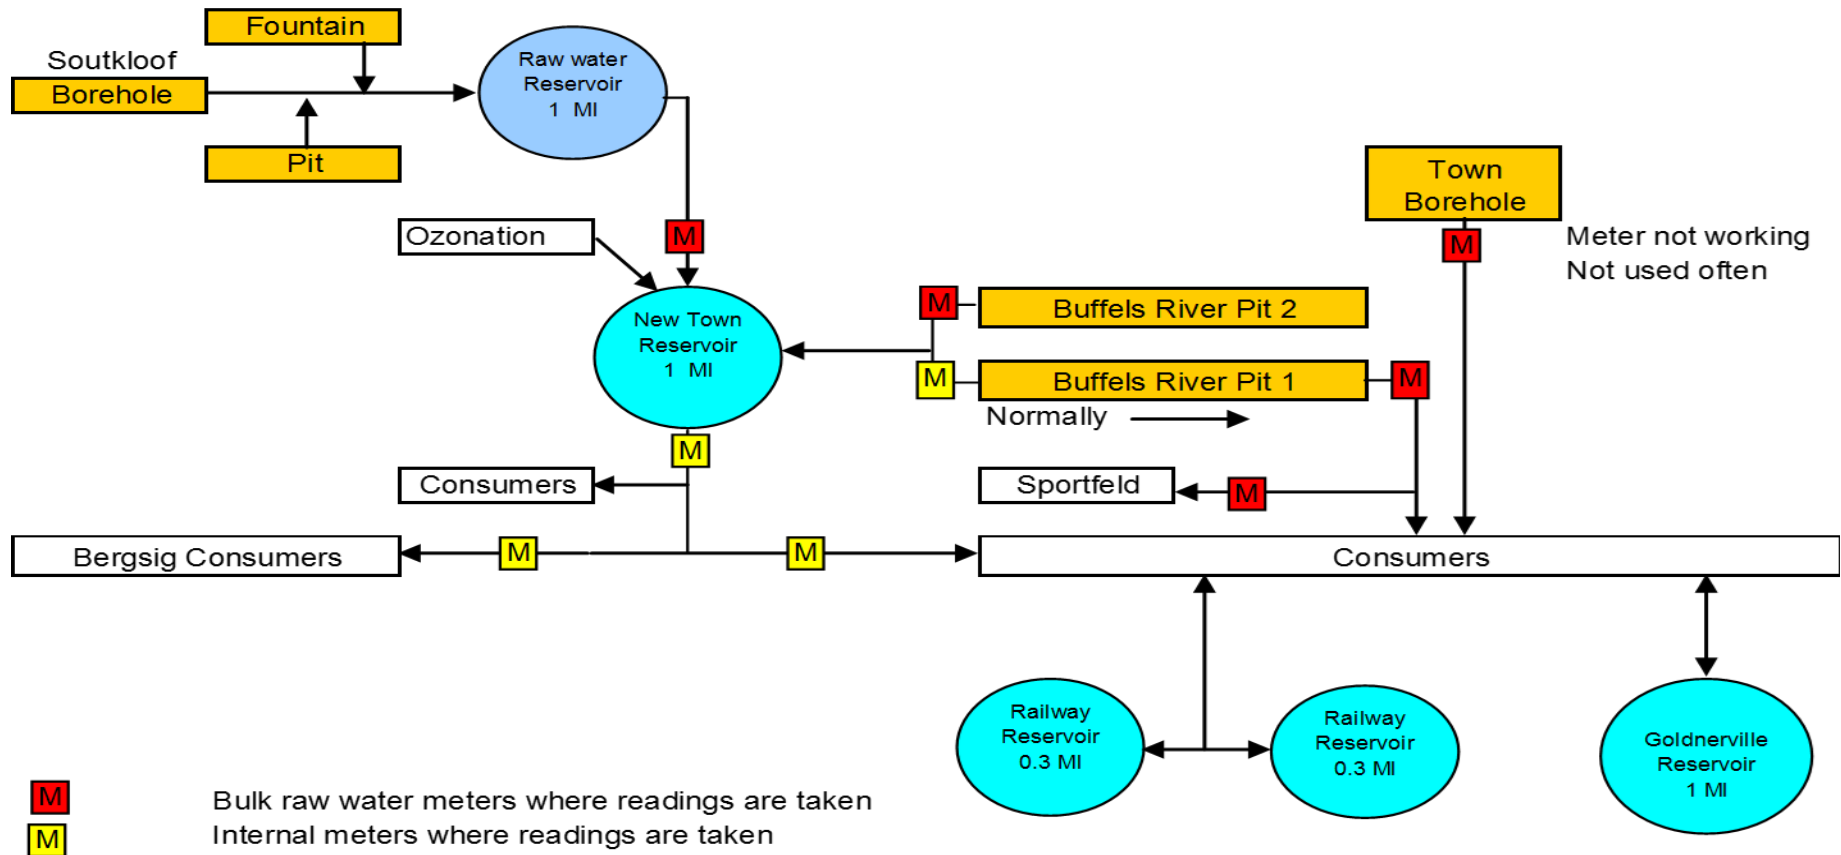 Fountain
Soutkloof
Borehole
Pit
Raw water
Reservoir
1 Ml
Town
Borehole
M
Meter not working
Not used often
Ozonation
M
New Town
Reservoir
1 Ml
M
Buffels River Pit 2
M
Buffels River Pit 1
M
Normally
M
Consumers
Sportfeld
M
Bergsig Consumers
M
M
Consumers
Railway
Reservoir
0.3 Ml
Railway
Reservoir
0.3 Ml
Goldnerville
Reservoir
1 Ml
M
Bulk raw water meters where readings are taken
M
Internal meters where readings are taken